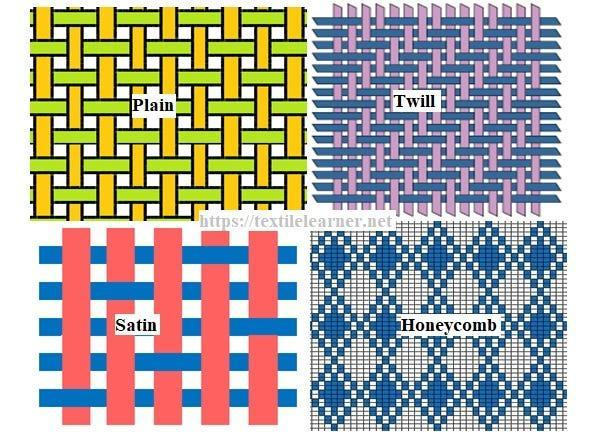 Plain
Twill
https://textilelearner.net
Satin
Honeycomb